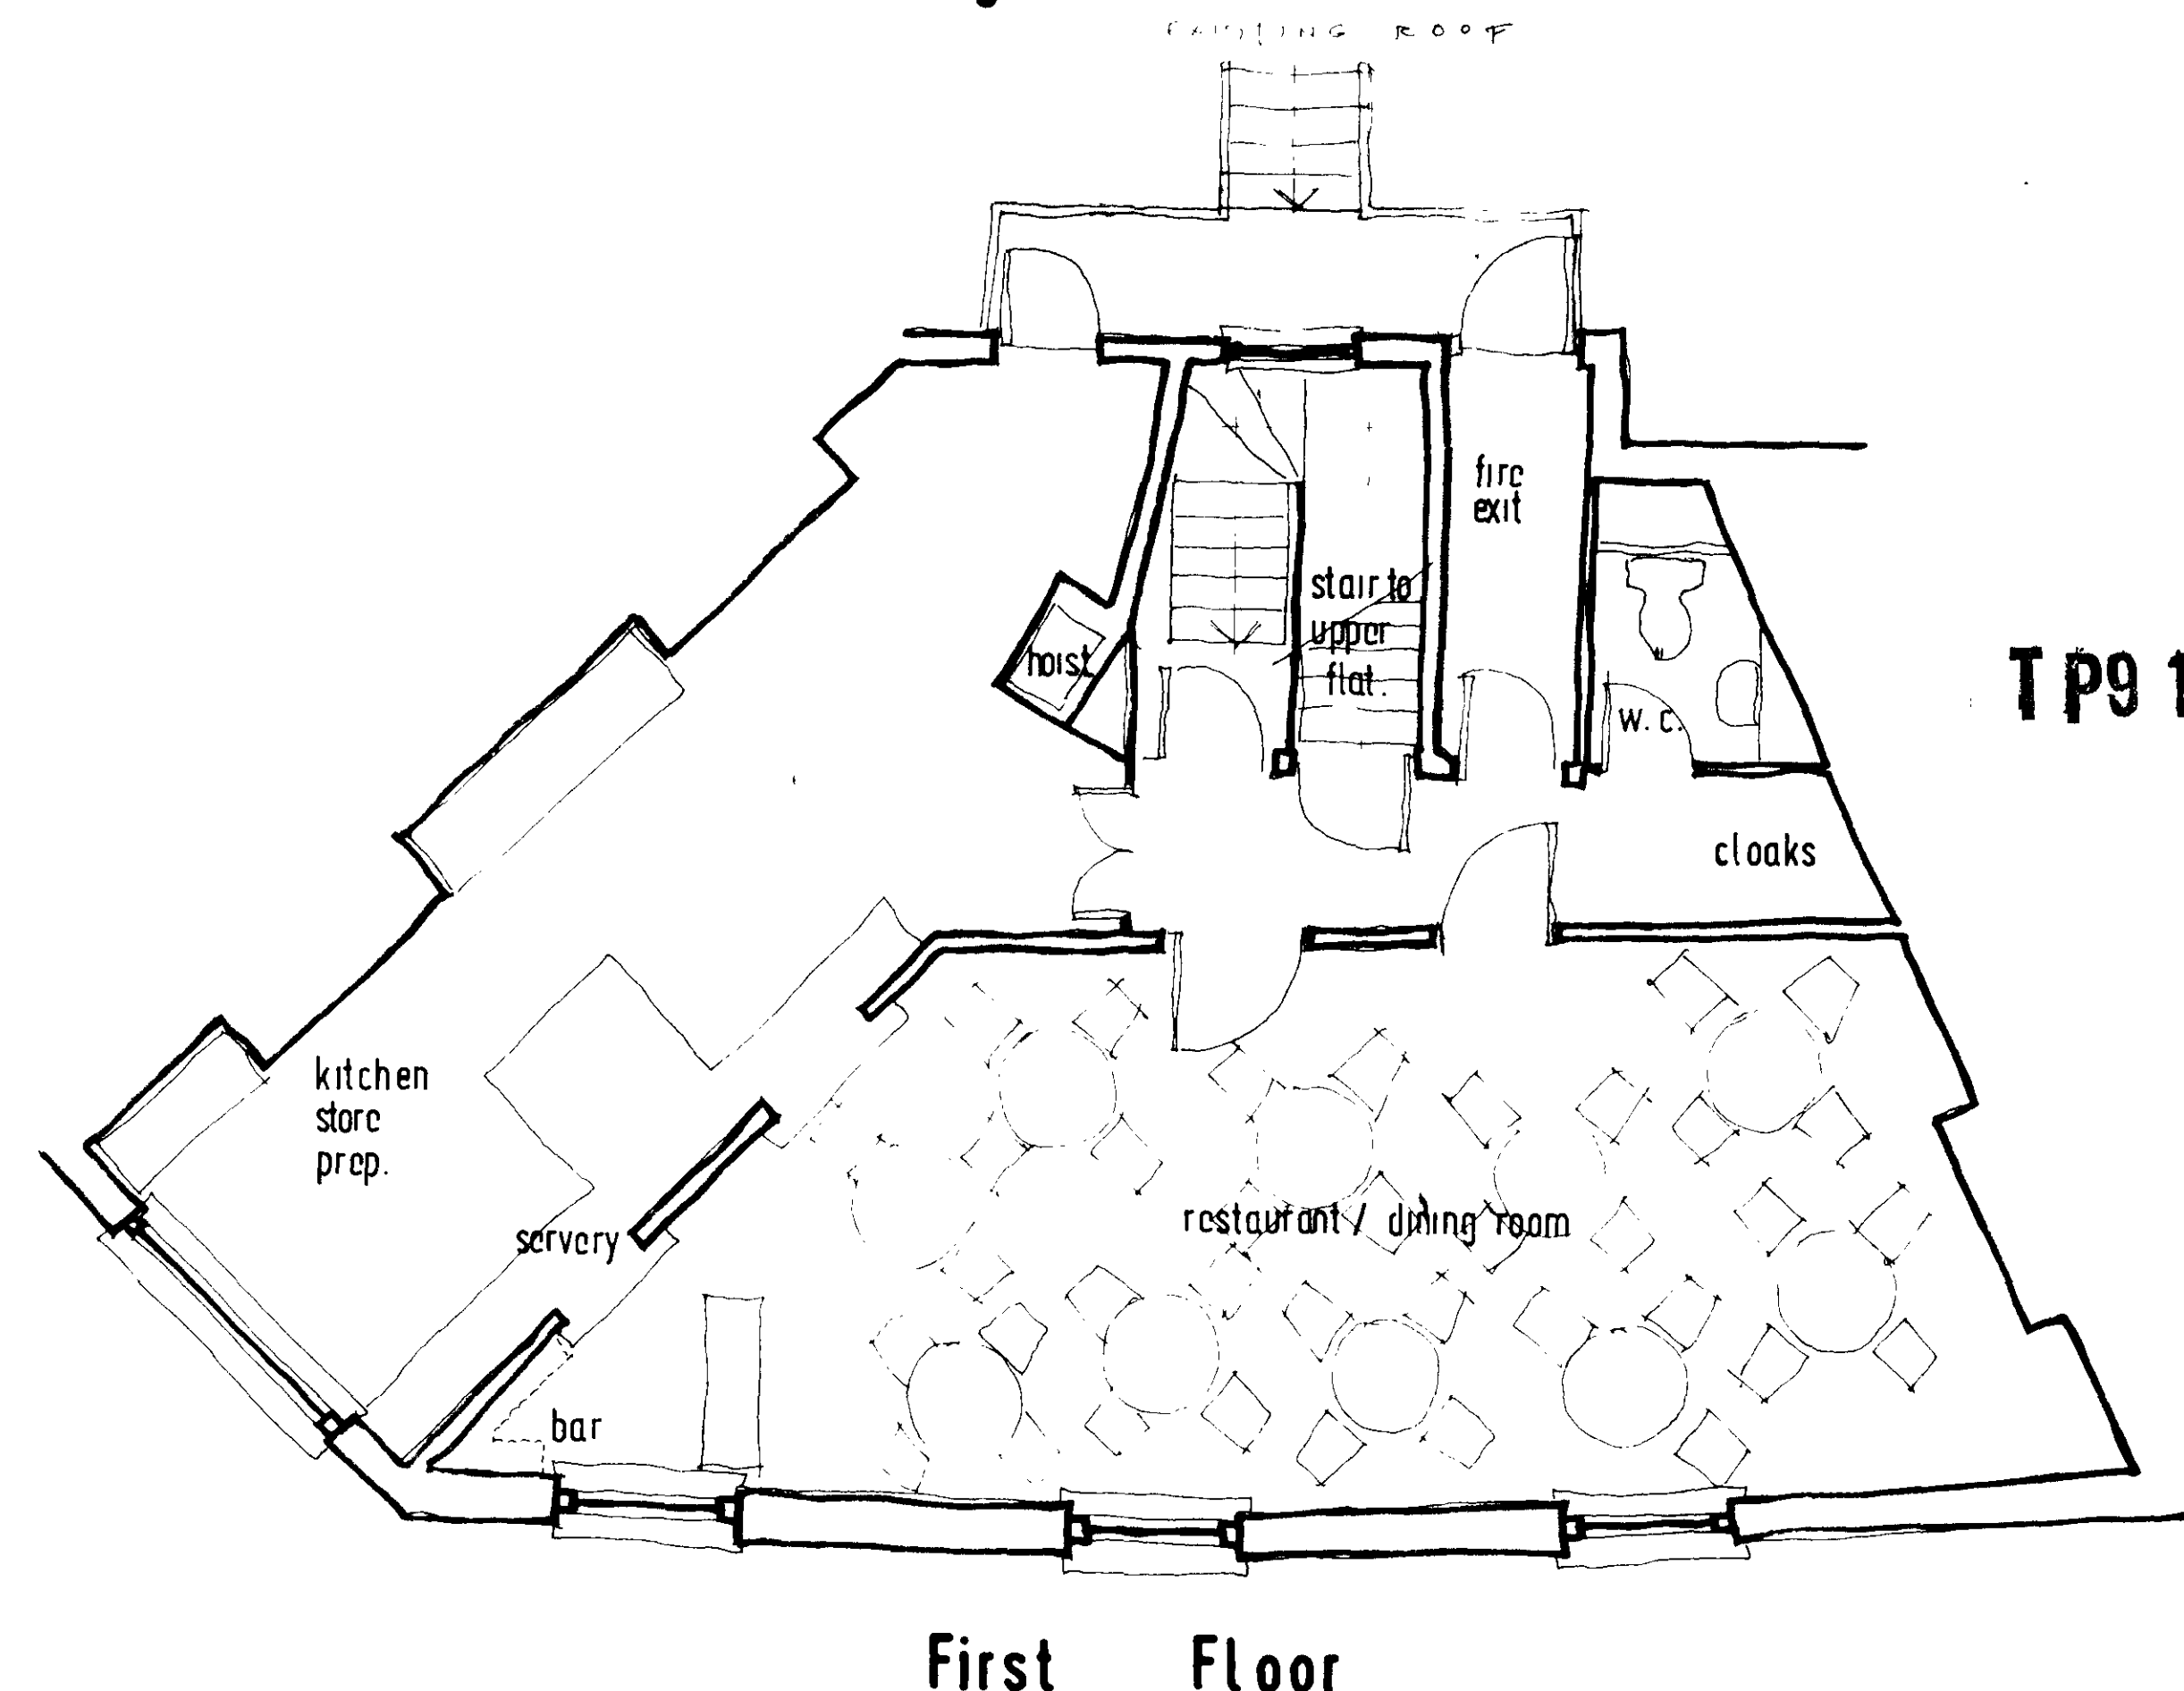 EXISTING ROOF
fire
exit
stair to
upper
flat.
hoist
W.C.
TP9 1
cloaks
kitchen
store
prep.
servery
restaurant / dining room
bar
First Floor